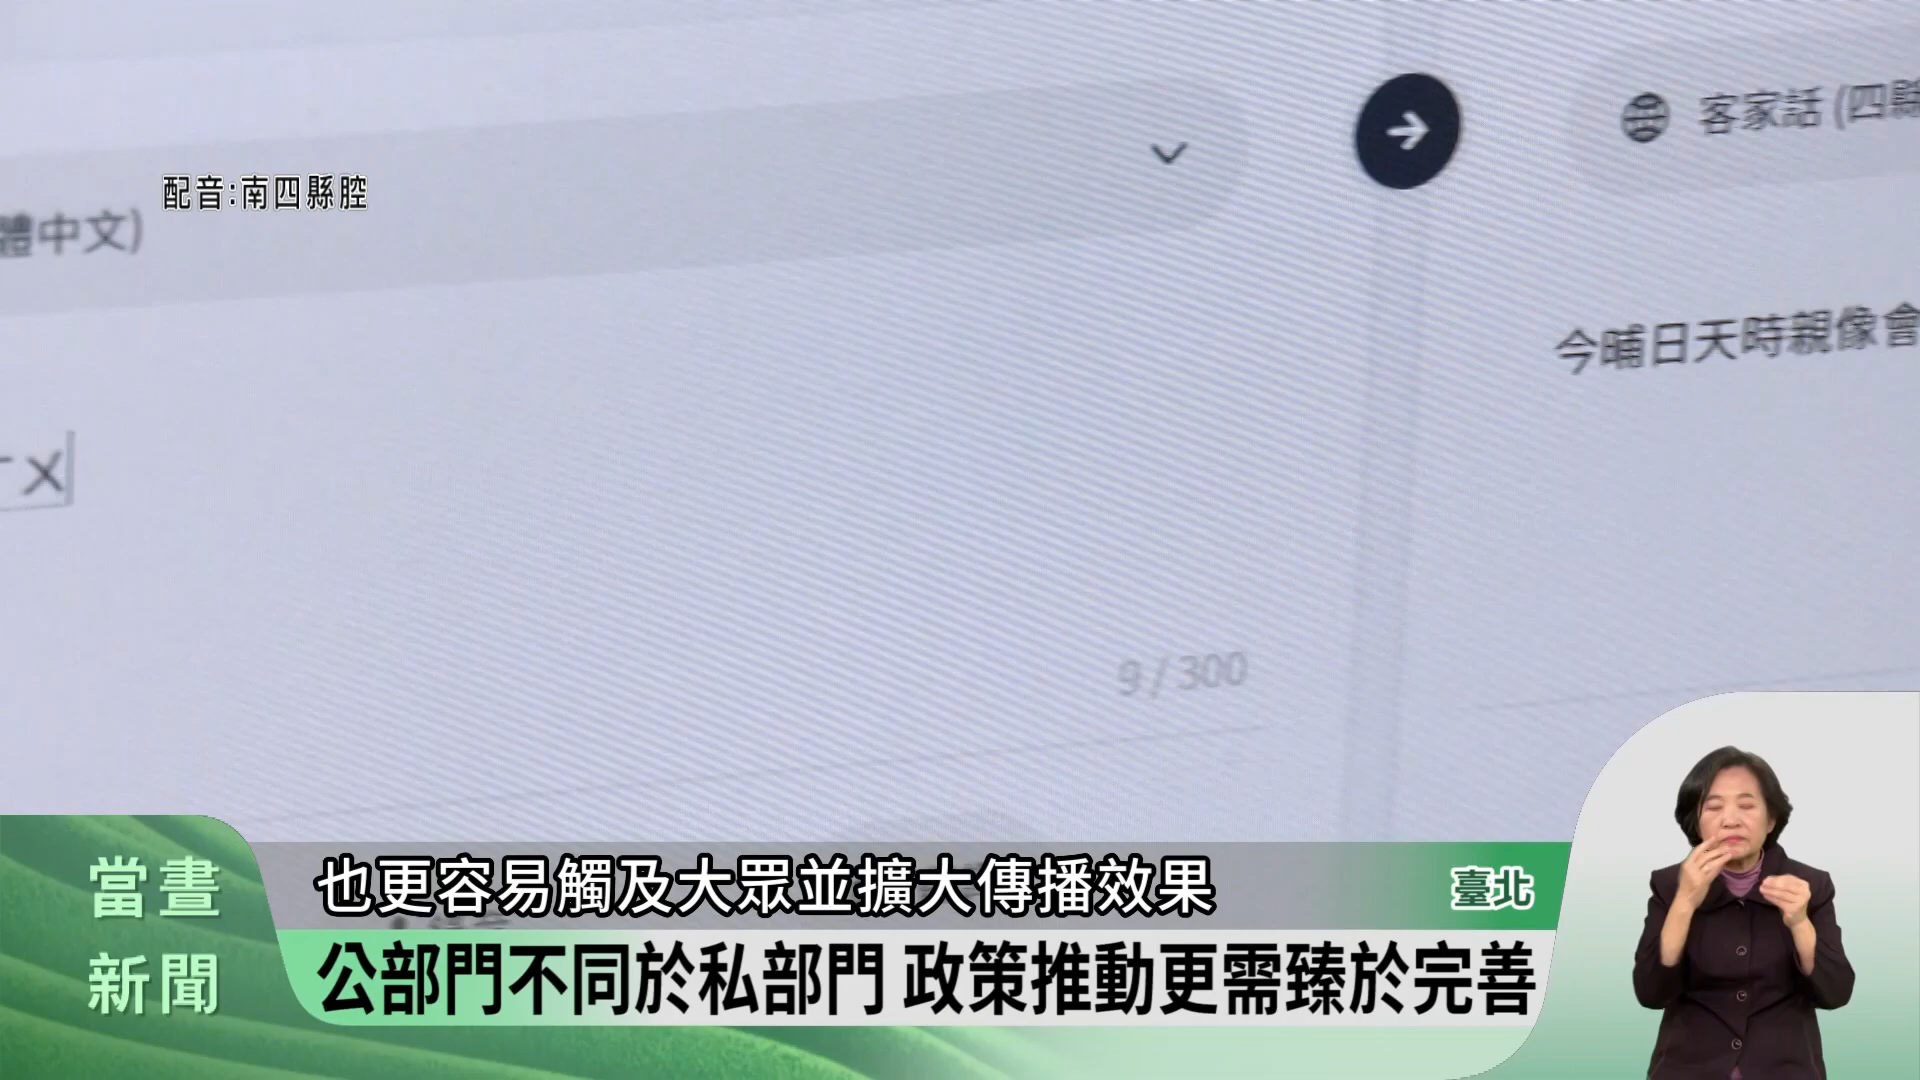 客家話 (四縣
配音:南四縣腔
體中文)
今晡日天時親像會
ㄒㄨ
9 / 300
也更容易觸及大眾並擴大傳播效果
臺北
當晝
新聞
公部門不同於私部門 政策推動更需臻於完善